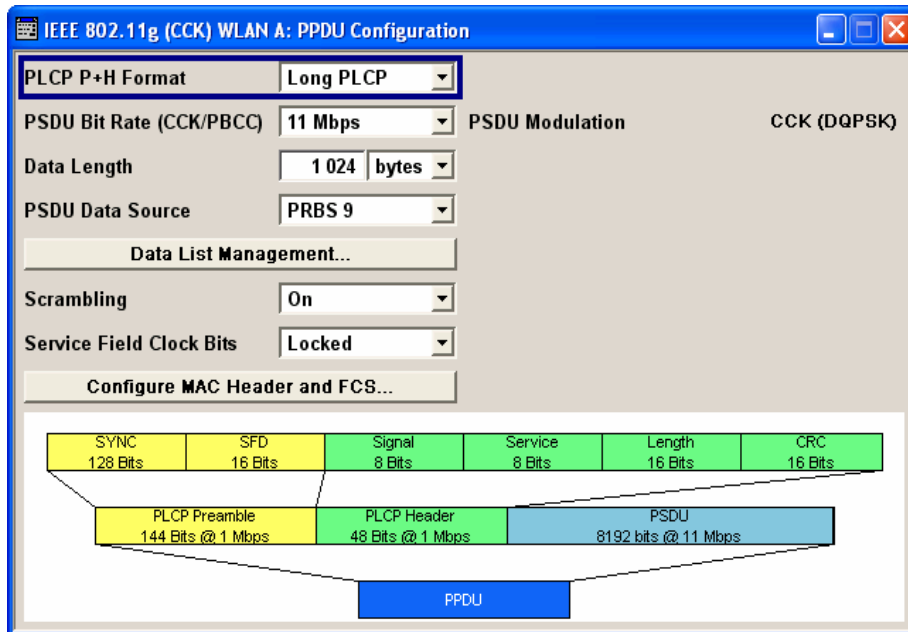 IEEE 802.11g (CCK) WLAN A: PPDU Configuration
PLCP P+H Format Long PLCP
PSDU Bit Rate (CCK/PBCC) 11 Mbps PSDU Modulation CCK (DQPSK)
Data Length 1 024 bytes
PSDU Data Source PRBS 9
Data List Management...
Scrambling On
Service Field Clock Bits Locked
Configure MAC Header and FCS...
SYNC SFD Signal Service Length CRC
128 Bits 16 Bits 8 Bits 8 Bits 16 Bits 16 Bits
PLCP Preamble PLCP Header PSDU
144 Bits @ 1 Mbps 48 Bits @ 1 Mbps 8192 bits @ 11 Mbps
PPDU